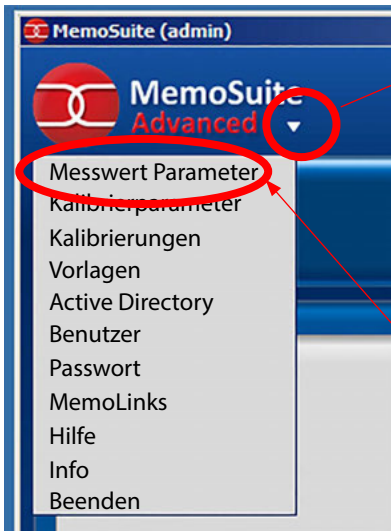 MemoSuite (admin)
MemoSuite
Advanced
Messwert Parameter
Kalibrierparameter
Kalibrierungen
Vorlagen
Active Directory
Benutzer
Passwort
MemoLinks
Hilfe
Info
Beenden